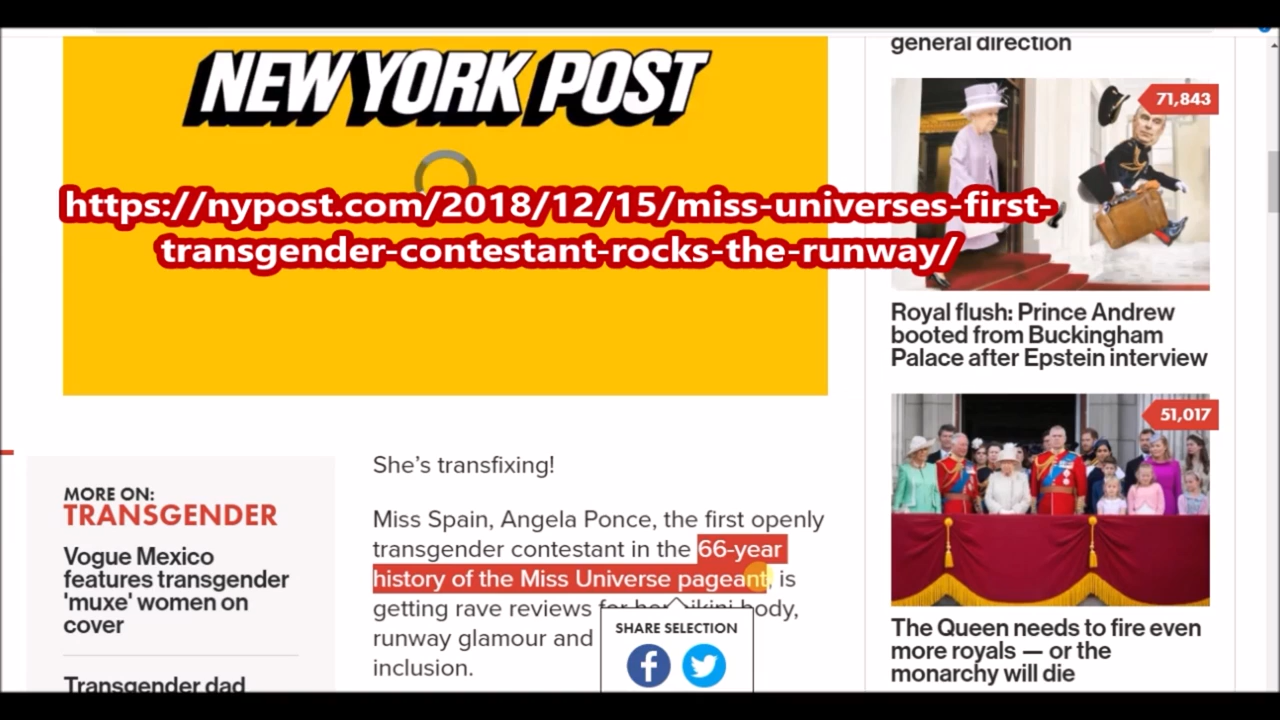 NEW YORK POST
https://nypost.com/2018/12/15/miss-universes-first-
transgender-contestant-rocks-the-runway/
MORE ON:
TRANSGENDER
Vogue Mexico
features transgender
'muxe' women on
cover
Transgender dad
She's transfixing!
Miss Spain, Angela Ponce, the first openly
transgender contestant in the 66-year
history of the Miss Universe pageant, is
getting rave reviews for her bikini body,
runway glamour and
inclusion.
SHARE SELECTION
general direction
71,843
Royal flush: Prince Andrew
booted from Buckingham
Palace after Epstein interview
51,017
The Queen needs to fire even
more royals — or the
monarchy will die